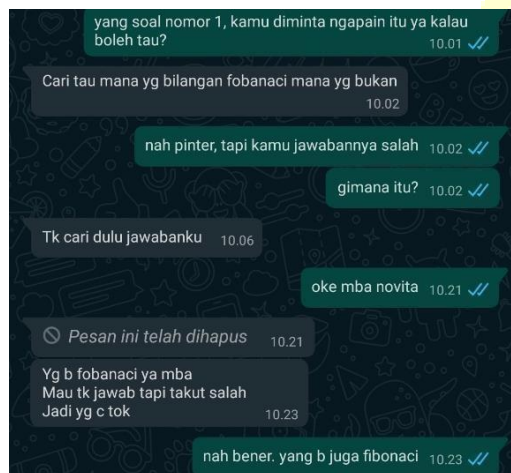 yang soal nomor 1, kamu diminta ngapain itu ya kalau
boleh tau?
10.01
Cari tau mana yg bilangan fobanaci mana yg bukan
10.02
nah pinter, tapi kamu jawabannya salah 10.02
gimana itu? 10.02
Tk cari dulu jawabanku 10.06
oke mba novita 10.21
Pesan ini telah dihapus 10.21
Yg b fobanaci ya mba
Mau tk jawab tapi takut salah
Jadi yg c tok
10.23
nah bener. yang b juga fibonaci 10.23